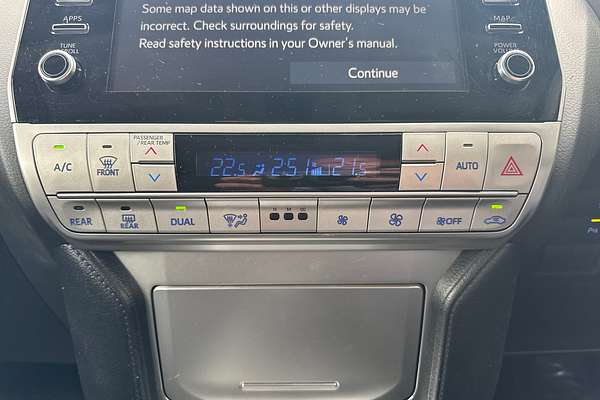 Some map data shown on this or other displays may be
incorrect. Check surroundings for safety.
Read safety instructions in your Owner's manual.
Continue
APPS
MAP
TUNE
SCROLL
POWER
VOLUME
PASSENGER
/REAR TEMP
A/C
FRONT
22.5 2:51 21.5
AUTO
REAR
REAR
DUAL
OFF